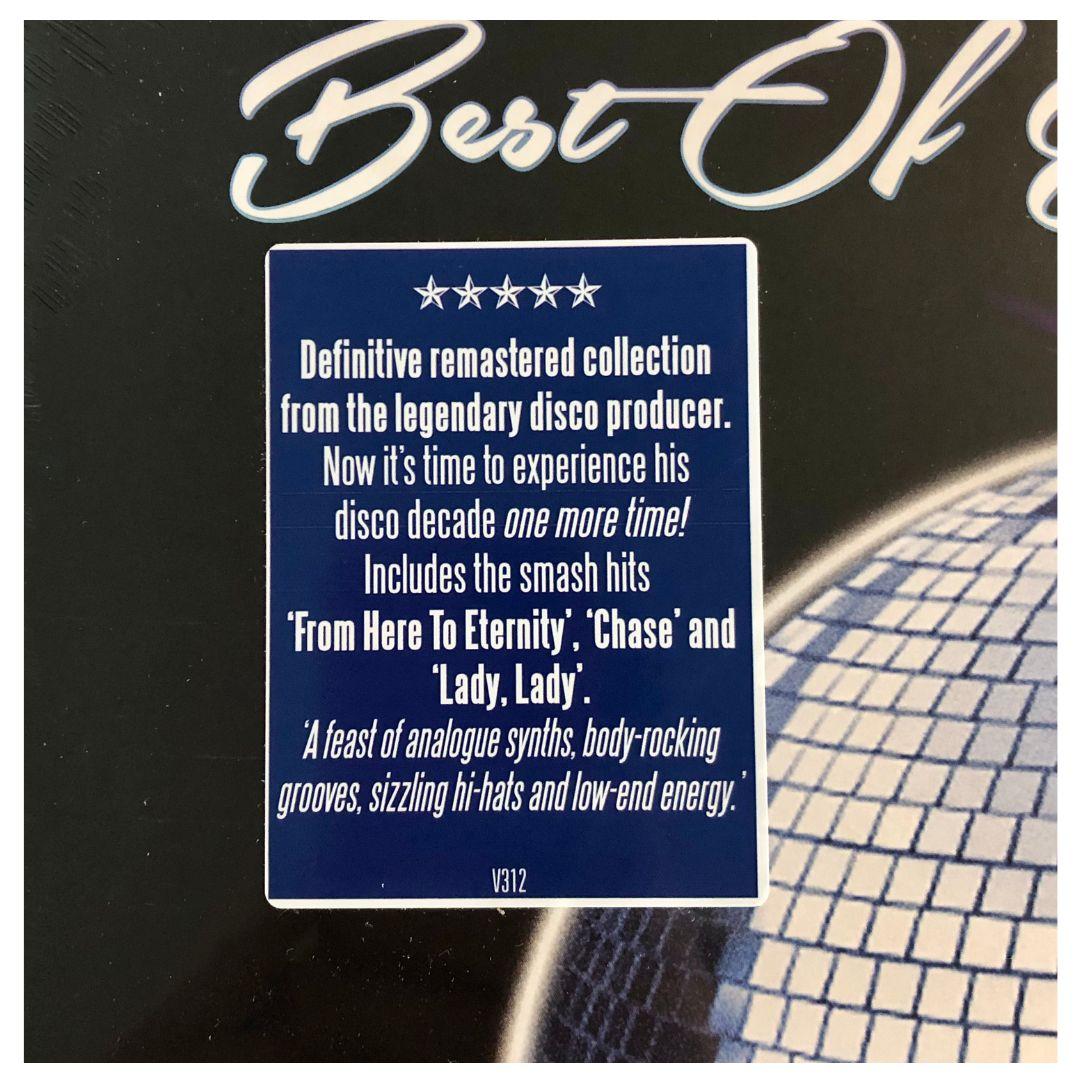 Best Of
Definitive remastered collection
from the legendary disco producer.
Now it's time to experience his
disco decade one more time!
Includes the smash hits
‘From Here To Eternity’, ‘Chase’ and
‘Lady, Lady’.
‘A feast of analogue synths, body-rocking
grooves, sizzling hi-hats and low-end energy.’
V312